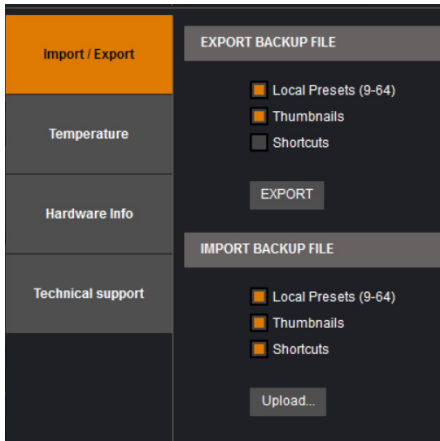 Import / Export
Temperature
Hardware Info
Technical support
EXPORT BACKUP FILE
Local Presets (9-64)
Thumbnails
Shortcuts
EXPORT
IMPORT BACKUP FILE
Local Presets (9-64)
Thumbnails
Shortcuts
Upload...